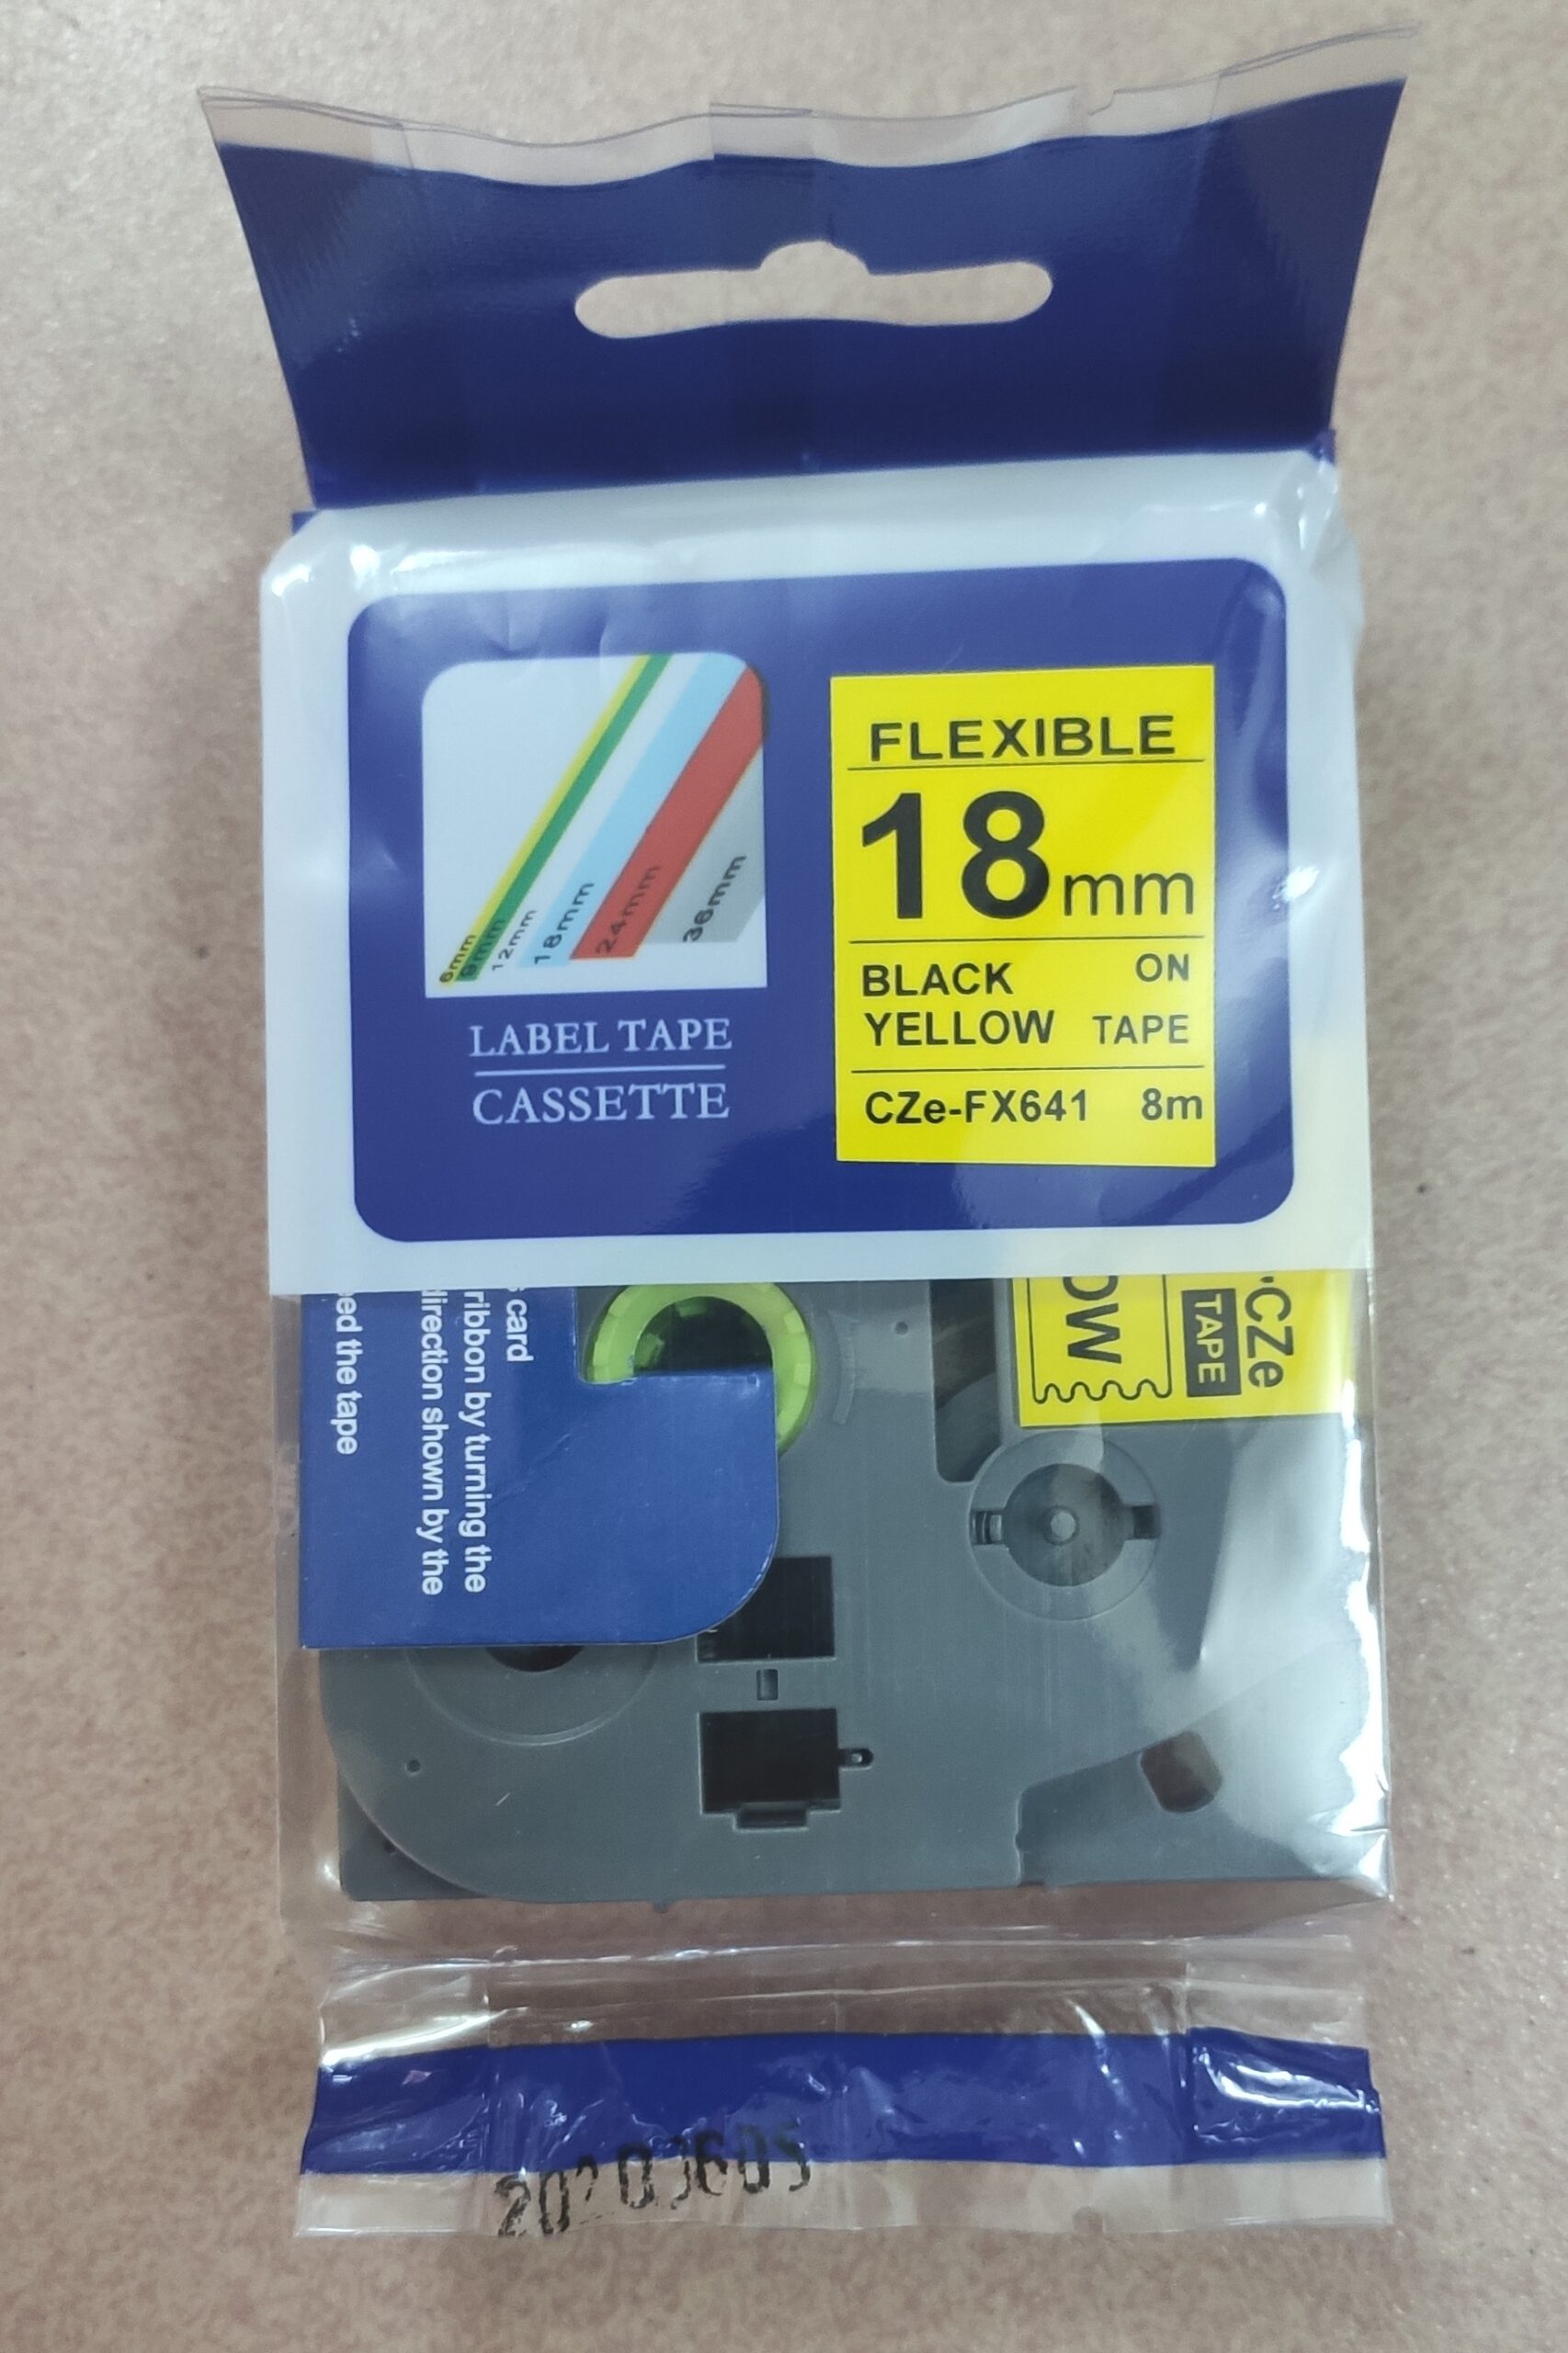 FLEXIBLE
18mm
BLACK ON
YELLOW TAPE
CZe-FX641 8m
6mm
9mm
12mm
18mm
24mm
36mm
LABEL TAPE
CASSETTE
card
ribbon by turning the
direction shown by the
the tape
CZe
TAPE